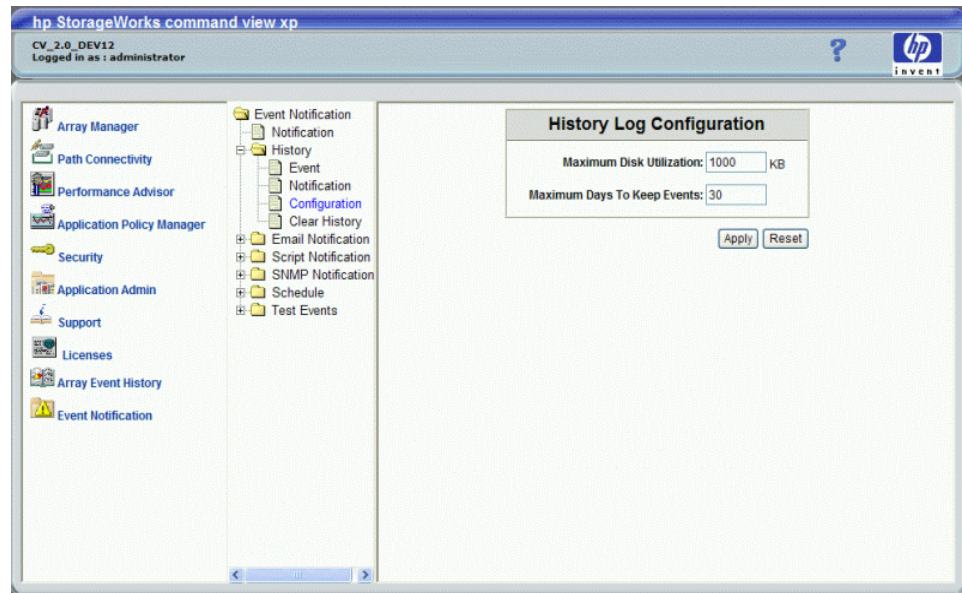 hp StorageWorks command view xp
CV_2.0_DEV12
Logged in as : administrator
?
hp
invent
Array Manager
Path Connectivity
Performance Advisor
Application Policy Manager
Security
Application Admin
Support
Licenses
Array Event History
Event Notification
Event Notification
Notification
History
Event
Notification
Configuration
Clear History
Email Notification
Script Notification
SNMP Notification
Schedule
Test Events
History Log Configuration
Maximum Disk Utilization: 1000 KB
Maximum Days To Keep Events: 30
Apply Reset